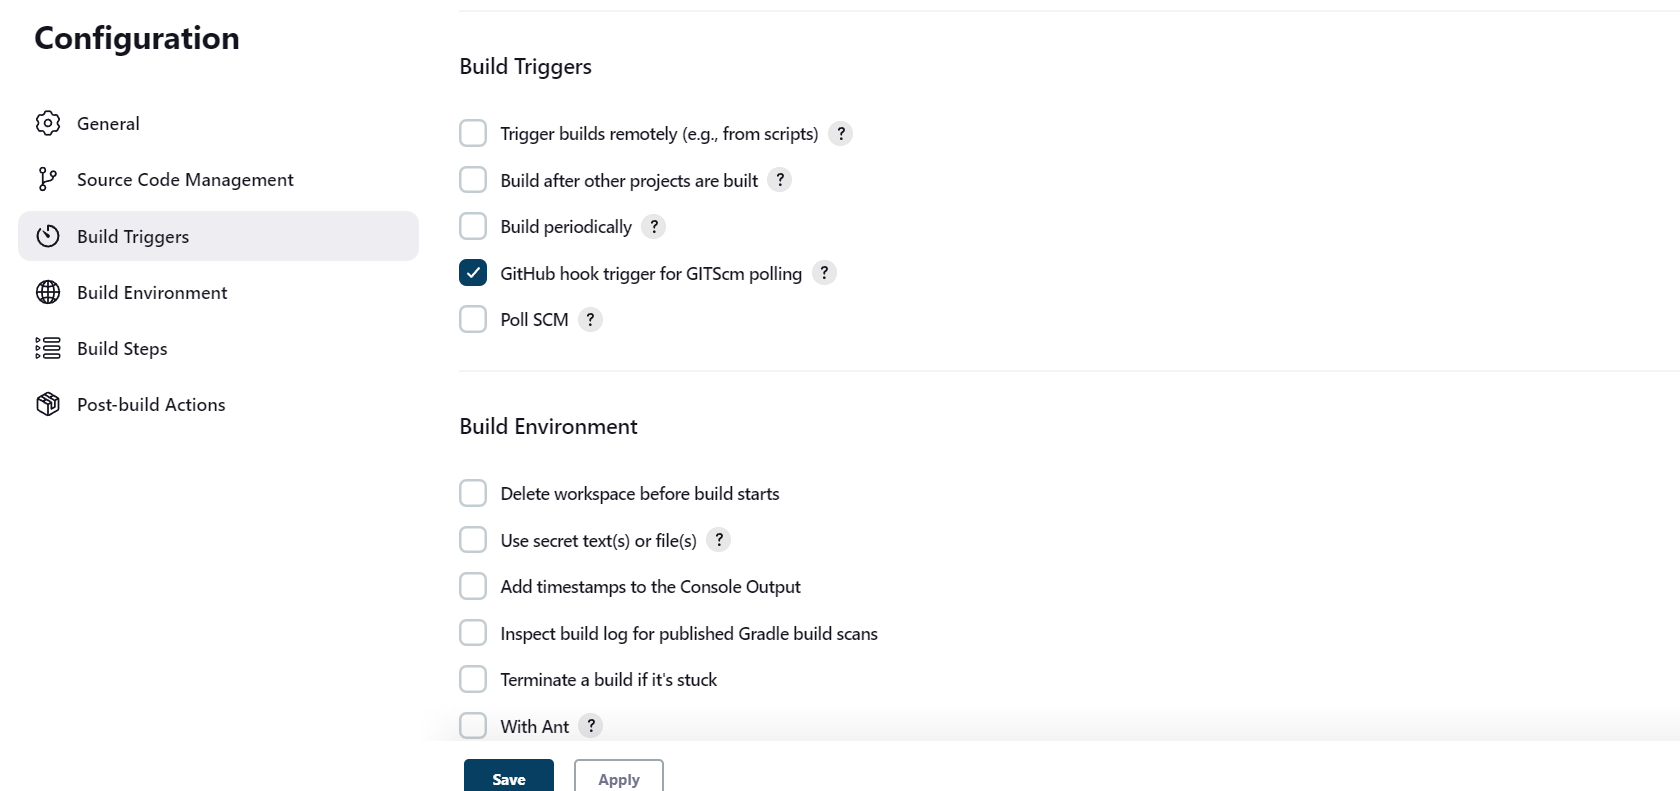 Configuration
General
Source Code Management
Build Triggers
Build Environment
Build Steps
Post-build Actions
Build Triggers
Trigger builds remotely (e.g., from scripts) ?
Build after other projects are built ?
Build periodically ?
GitHub hook trigger for GITScm polling ?
Poll SCM ?
Build Environment
Delete workspace before build starts
Use secret text(s) or file(s) ?
Add timestamps to the Console Output
Inspect build log for published Gradle build scans
Terminate a build if it's stuck
With Ant ?
Save Apply